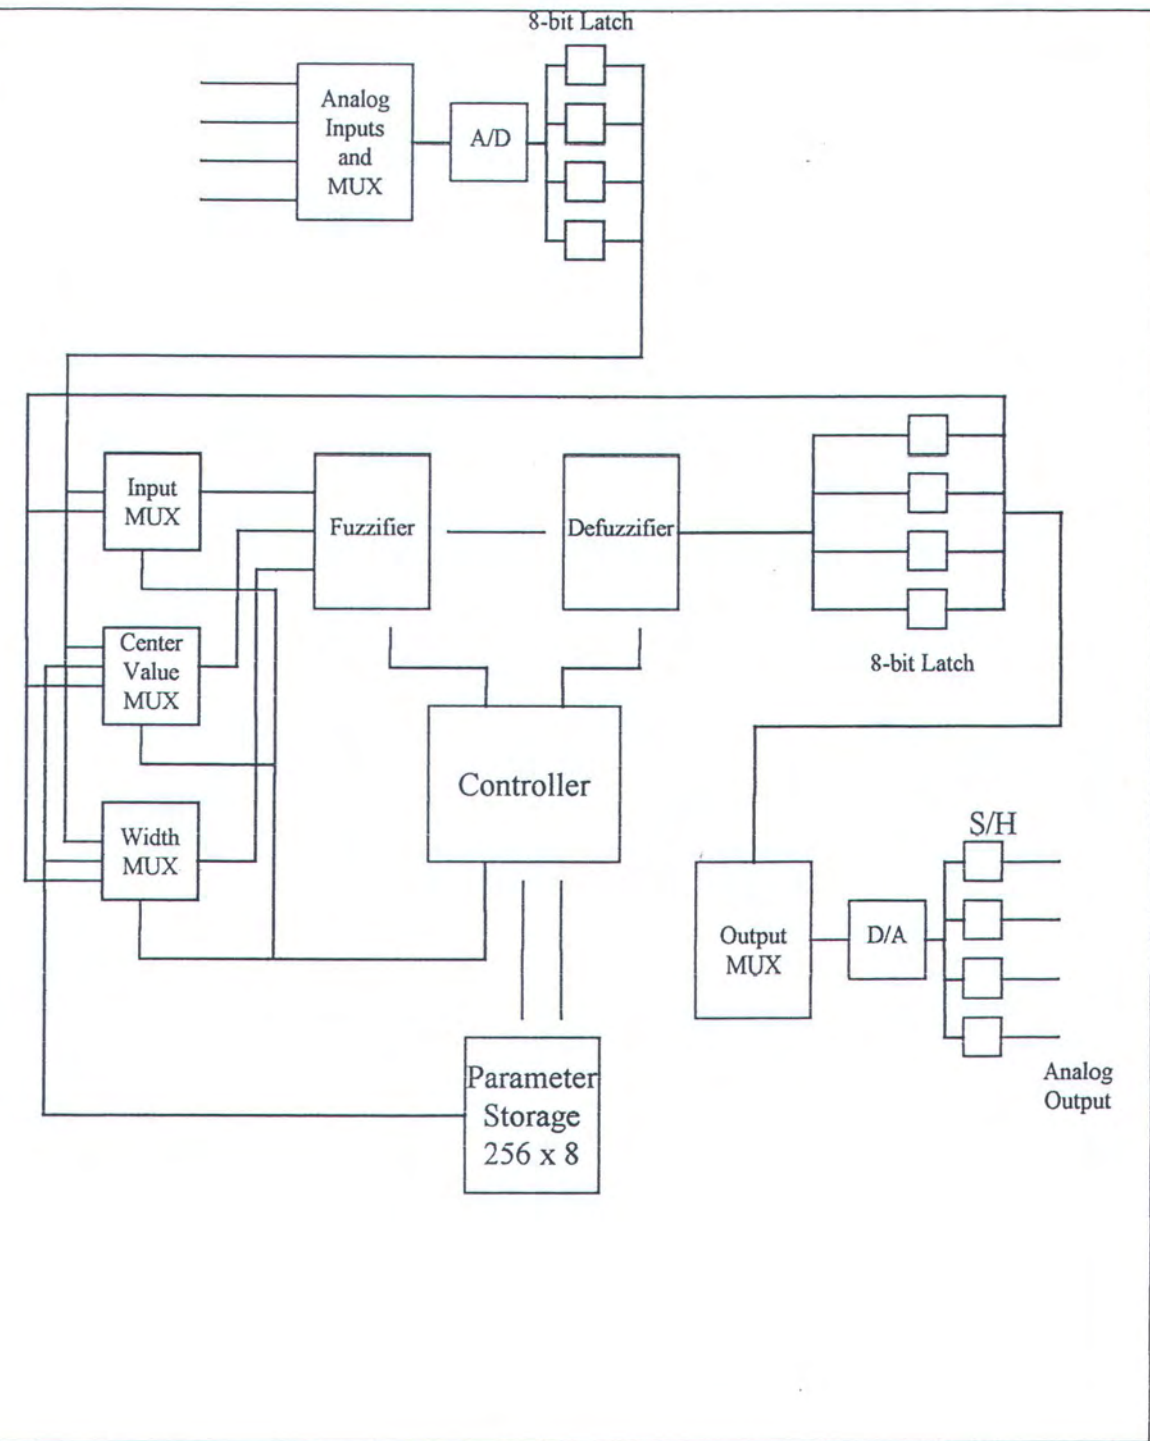 8-bit Latch
Analog
Inputs
and
MUX
A/D
Input
MUX
Fuzzifier
Defuzzifier
Center
Value
MUX
8-bit Latch
Controller
Width
MUX
S/H
Output
MUX
D/A
Parameter
Storage
256 x 8
Analog
Output